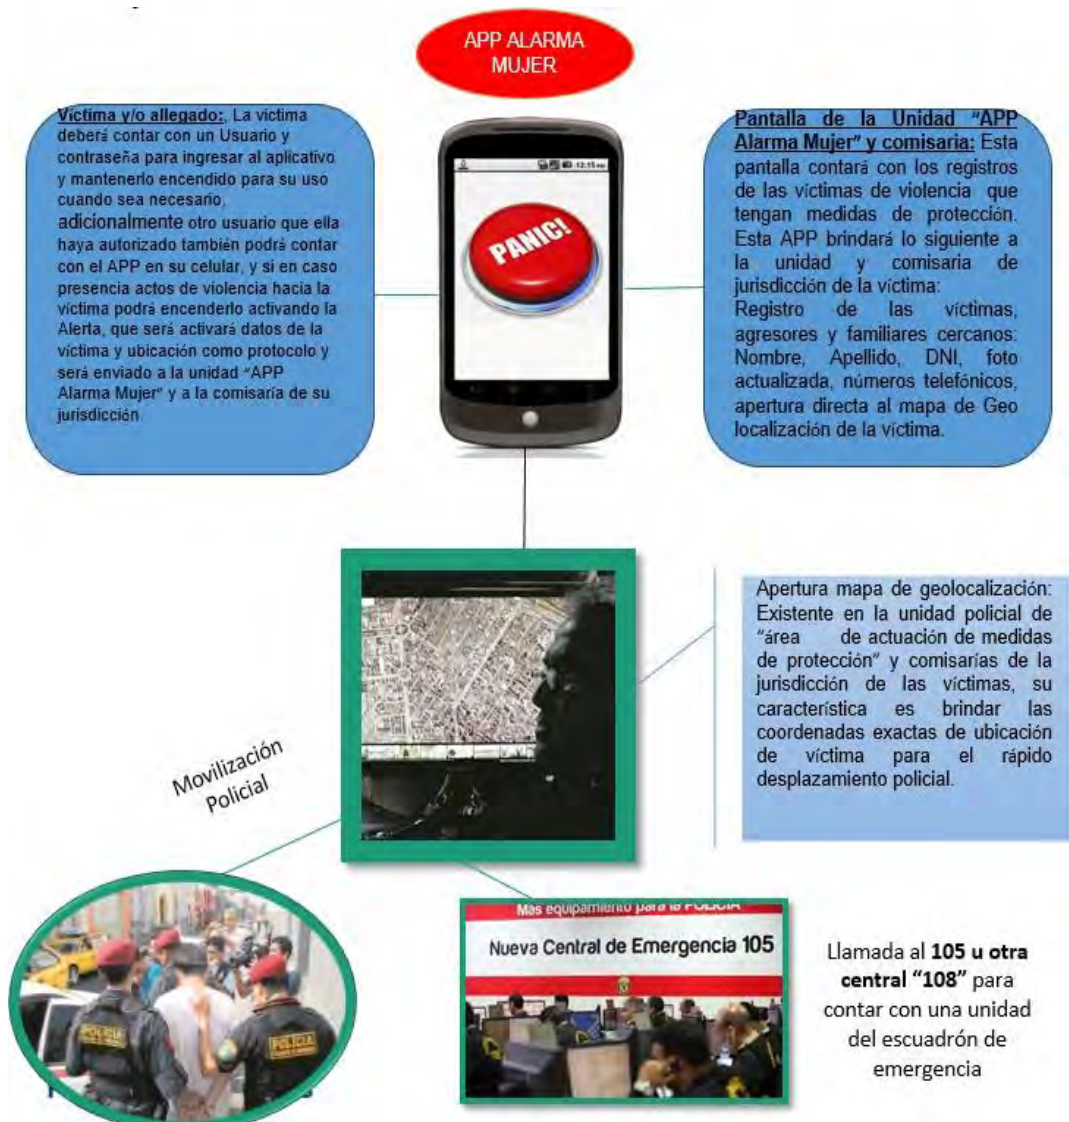 APP ALARMA
MUJER
Víctima y/o allegado:, La victima
deberá contar con un Usuario y
contraseña para ingresar al aplicativo
y mantenerlo encendido para su uso
cuando sea necesario,
adicionalmente otro usuario que ella
haya autorizado también podrá contar
con el APP en su celular, y si en caso
presencia actos de violencia hacia la
víctima podrá encenderlo activando la
Alerta, que será activará datos de la
víctima y ubicación como protocolo y
será enviado a la unidad "APP
Alarma Mujer" y a la comisaría de su
jurisdicción.
12:15 PM
PANIC!
Pantalla de la Unidad "APP
Alarma Mujer" y comisaria: Esta
pantalla contará con los registros
de las víctimas de violencia que
tengan medidas de protección.
Esta APP brindará lo siguiente a
la unidad y comisaria de
jurisdicción de la víctima:
Registro de las víctimas,
agresores y familiares cercanos:
Nombre, Apellido, DNI, foto
actualizada, números telefónicos,
apertura directa al mapa de Geo
localización de la víctima.
Apertura mapa de geolocalización:
Existente en la unidad policial de
"área de actuación de medidas
de protección" y comisarías de la
jurisdicción de las víctimas, su
característica es brindar las
coordenadas exactas de ubicación
de víctima para el rápido
desplazamiento policial.
Movilización
Policial
POLICIA
POLICIA
Mas equipamiento para la POLICIA
Nueva Central de Emergencia 105
Llamada al 105 u otra
central "108" para
contar con una unidad
del escuadrón de
emergencia